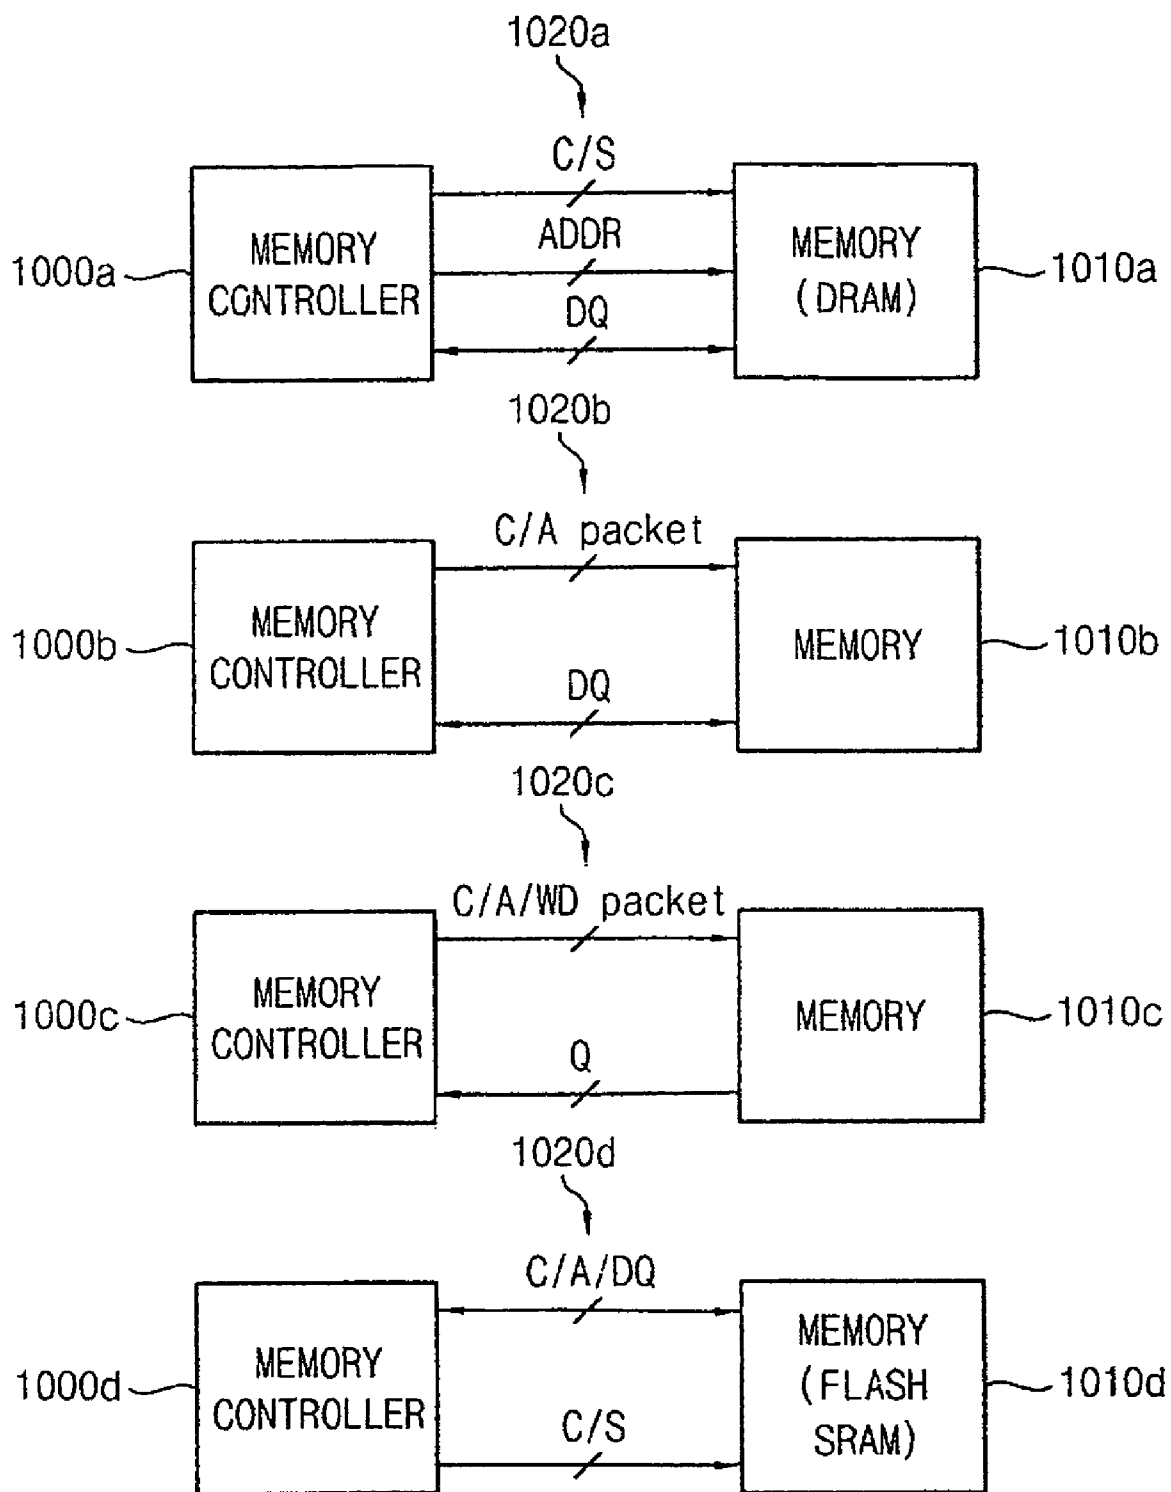 1020a
C/S
1000a
MEMORY
CONTROLLER
ADDR
DQ
MEMORY
(DRAM)
1010a
1020b
C/A packet
1000b
MEMORY
CONTROLLER
DQ
MEMORY
1010b
1020c
C/A/WD packet
1000c
MEMORY
CONTROLLER
Q
MEMORY
1010c
1020d
C/A/DQ
1000d
MEMORY
CONTROLLER
C/S
MEMORY
(FLASH
SRAM)
1010d